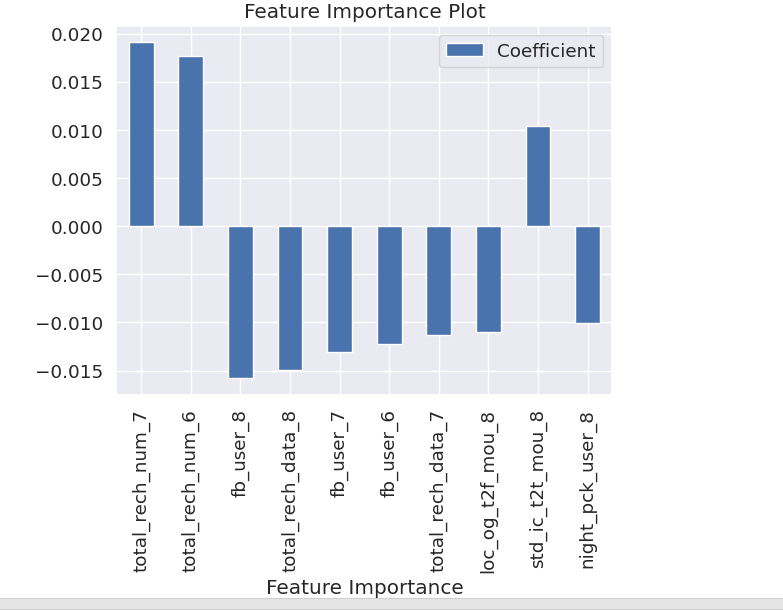 Feature Importance Plot
Coefficient
0.020
0.015
0.010
0.005
0.000
−0.005
−0.010
−0.015
total_rech_num_7
total_rech_num_6
fb_user_8
total_rech_data_8
fb_user_7
fb_user_6
total_rech_data_7
loc_og_t2f_mou_8
std_ic_t2t_mou_8
night_pck_user_8
Feature Importance